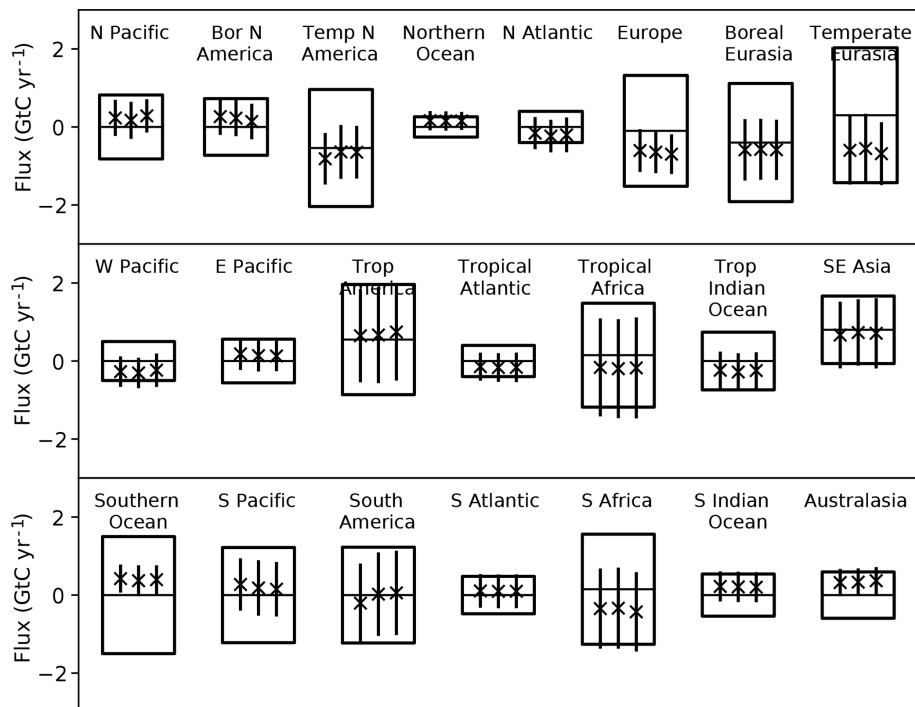 N Pacific
Bor N
America
Temp N
America
Northern
Ocean
N Atlantic
Europe
Boreal
Eurasia
Temperate
Eurasia
Flux (GtC yr⁻¹)
2
0
−2
W Pacific
E Pacific
Trop
America
Tropical
Atlantic
Tropical
Africa
Trop
Indian
Ocean
SE Asia
Flux (GtC yr⁻¹)
2
0
−2
Southern
Ocean
S Pacific
South
America
S Atlantic
S Africa
S Indian
Ocean
Australasia
Flux (GtC yr⁻¹)
2
0
−2